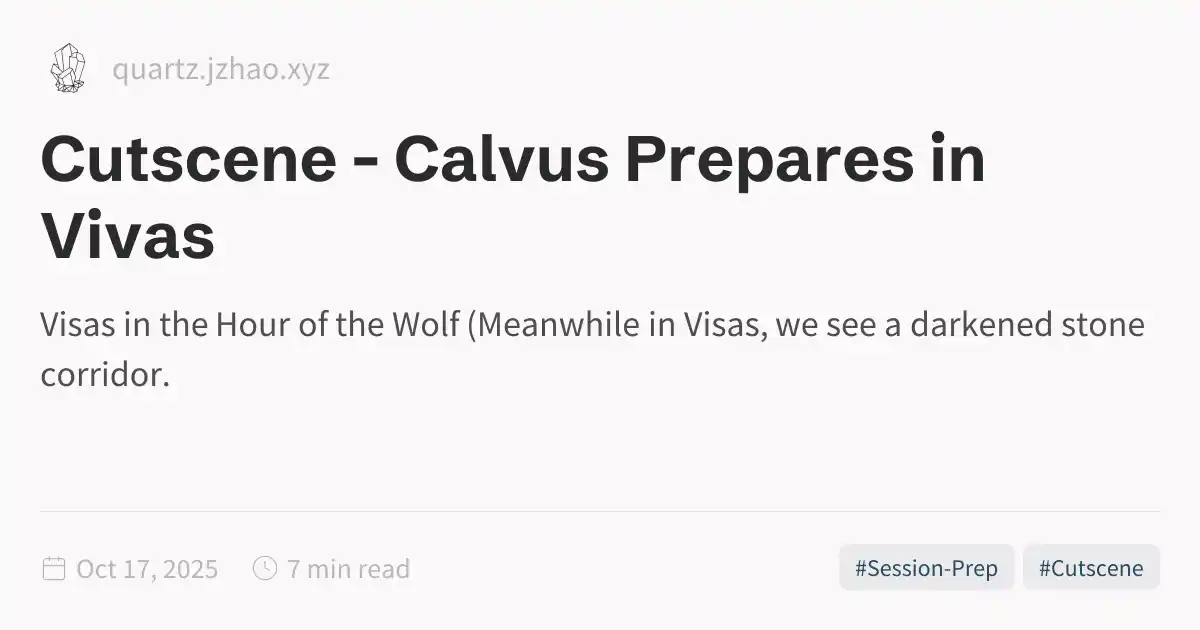 quartz.jzhao.xyz
Cutscene - Calvus Prepares in
Vivas
Visas in the Hour of the Wolf (Meanwhile in Visas, we see a darkened stone
corridor.
Oct 17, 2025 7 min read #Session-Prep #Cutscene